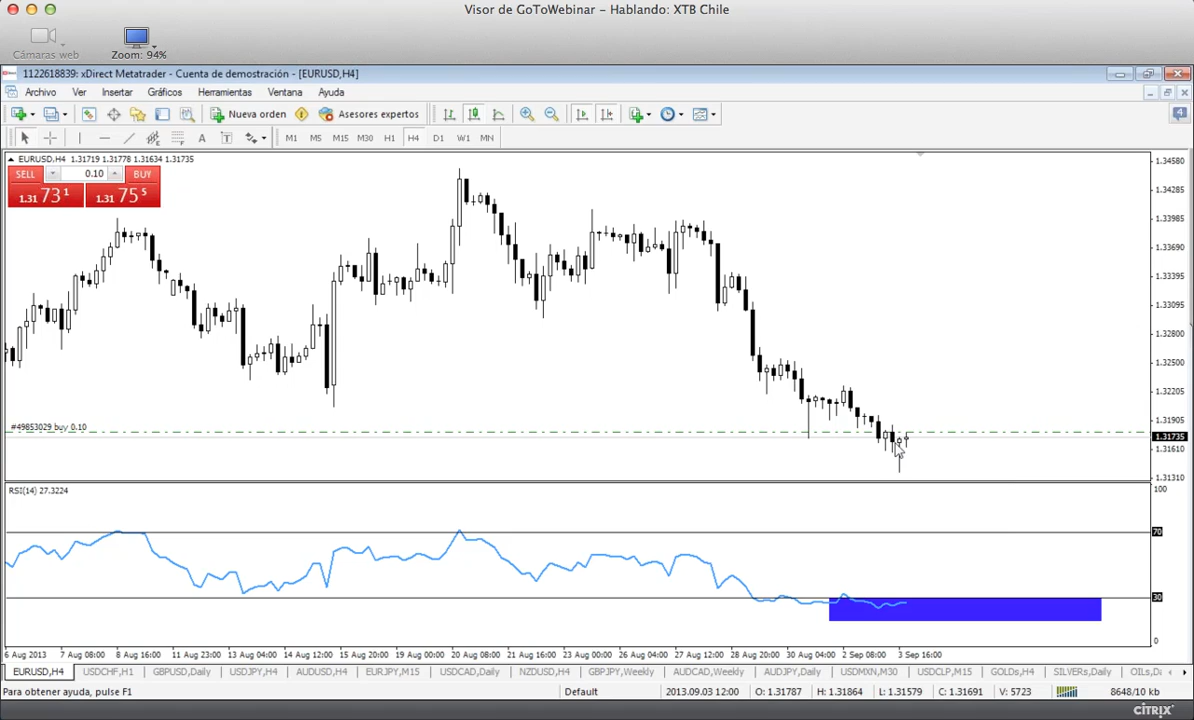 Visor de GoToWebinar – Hablando: XTB Chile
Cámaras web
Zoom: 94%
1122618839: xDirect Metatrader - Cuenta de demostración - [EURUSD,H4]
Archivo Ver Insertar Gráficos Herramientas Ventana Ayuda
Nueva orden Asesores expertos
4
A T M1 M5 M15 M30 H1 H4 D1 W1 MN
EURUSD,H4 1.31719 1.31778 1.31634 1.31735
SELL 0.10 BUY
1.31 73 1 1.31 75 5
1.34580
1.34285
1.33985
1.33690
1.33395
1.33095
1.32800
1.32500
1.32205
1.31905
1.31735
1.31610
1.31310
#49853029 buy 0.10
RSI(14) 27.3224
100
70
30
0
6 Aug 2013 7 Aug 08:00 8 Aug 16:00 11 Aug 23:00 13 Aug 04:00 14 Aug 12:00 15 Aug 20:00 19 Aug 00:00 20 Aug 08:00 21 Aug 16:00 23 Aug 00:00 26 Aug 04:00 27 Aug 12:00 28 Aug 20:00 30 Aug 04:00 2 Sep 08:00 3 Sep 16:00
EURUSD,H4 USDCHF,H1 GBPUSD,Daily USDJPY,H4 AUDUSD,H4 EURJPY,M15 USDCAD,Daily NZDUSD,H4 GBPJPY,Weekly AUDCAD,Weekly AUDJPY,Daily USDMXN,M30 USDCLP,M15 GOLDs,H4 SILVERs,Daily OILs,Da
Para obtener ayuda, pulse F1 Default 2013.09.03 12:00 O: 1.31787 H: 1.31864 L: 1.31579 C: 1.31691 V: 5723 8648/10 kb
CITRIX